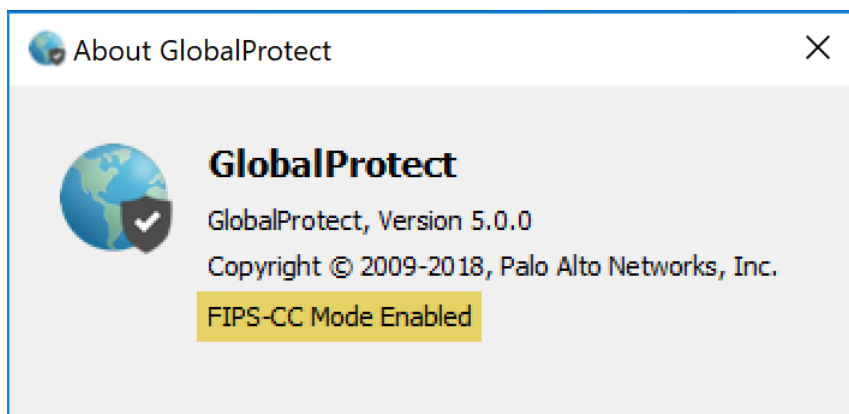 About GlobalProtect
GlobalProtect
GlobalProtect, Version 5.0.0
Copyright © 2009-2018, Palo Alto Networks, Inc.
FIPS-CC Mode Enabled